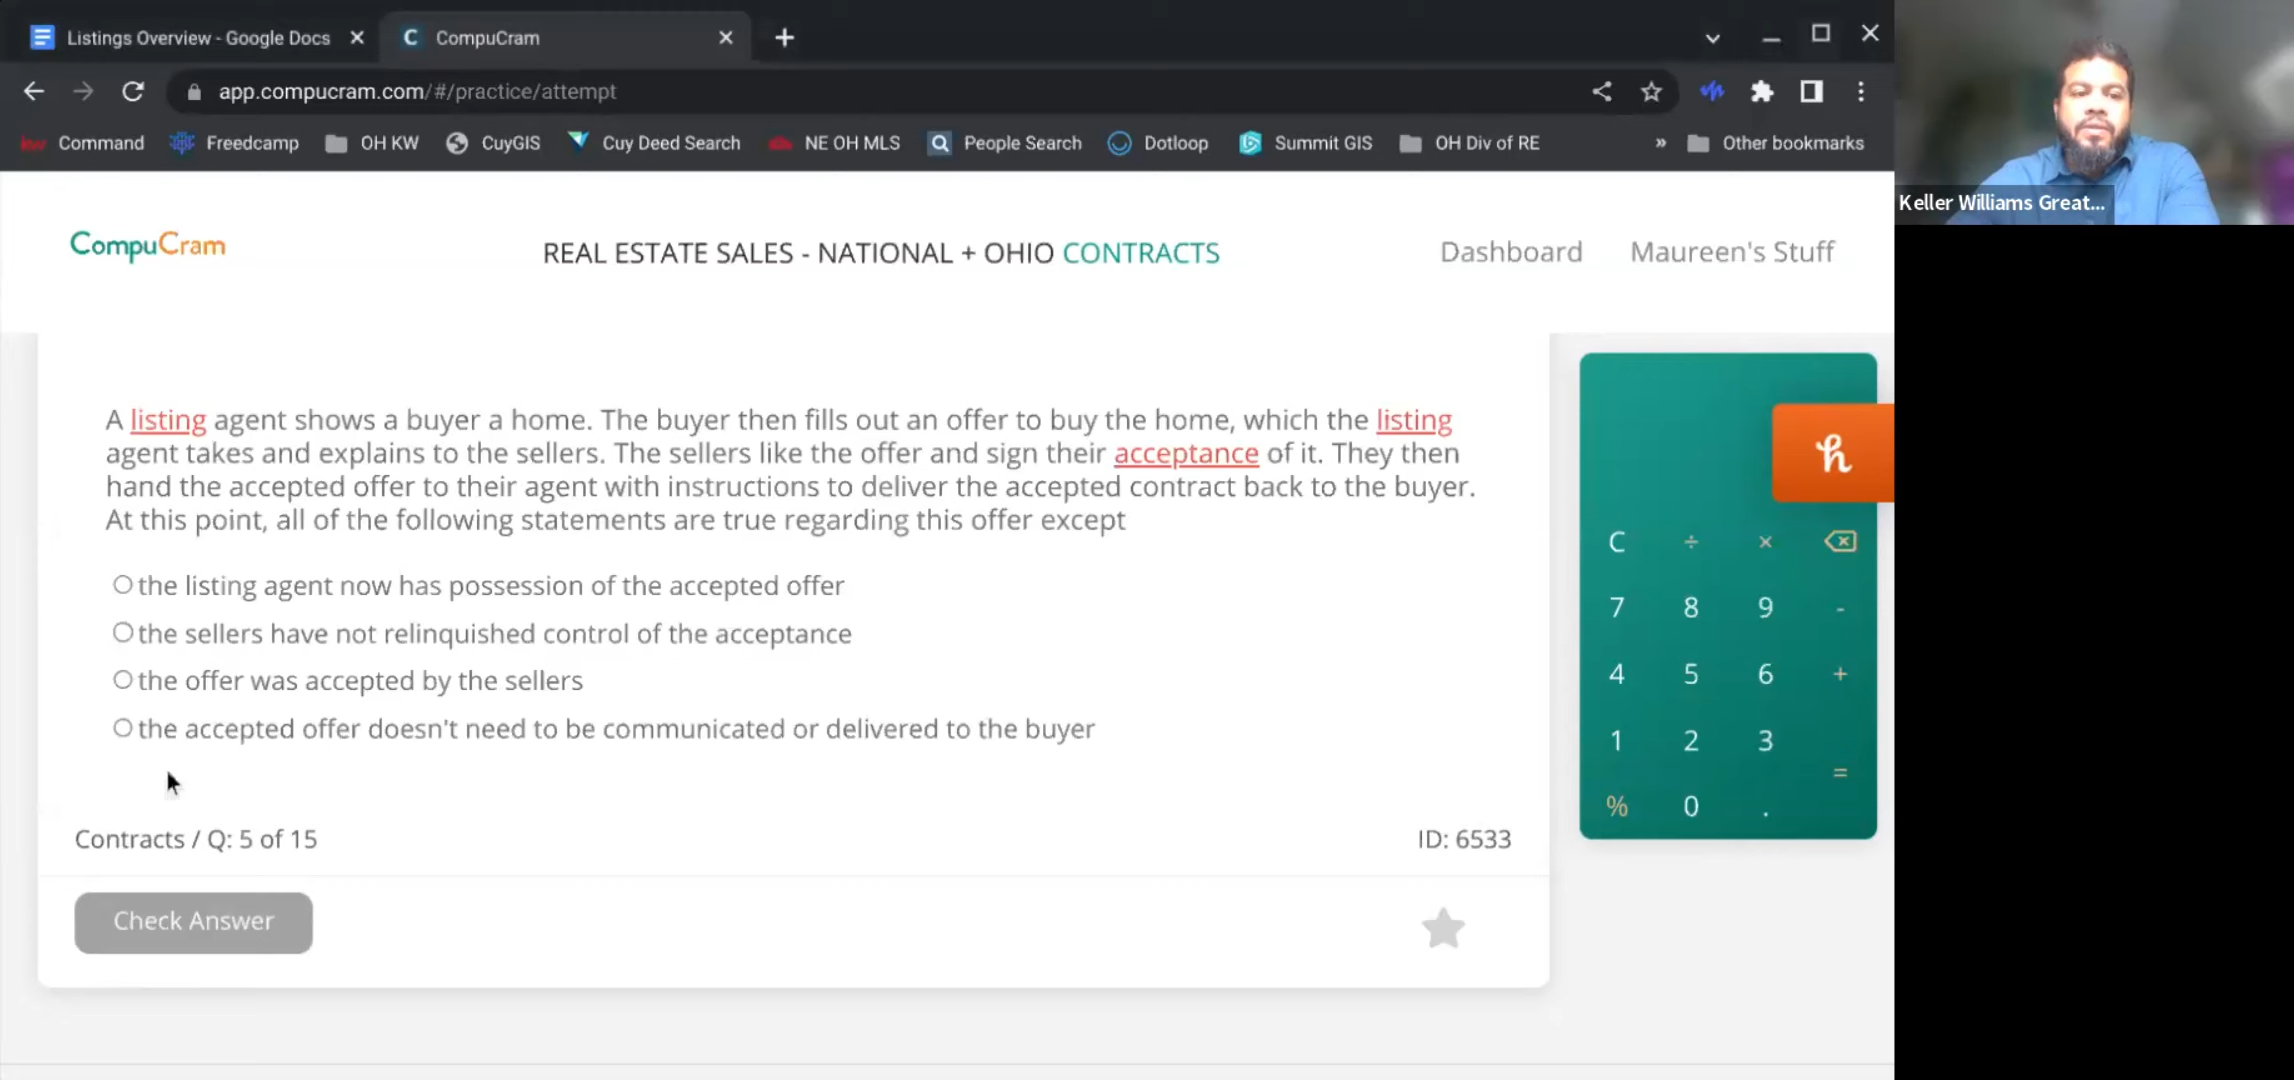 Listings Overview - Google Docs
CompuCram
app.compucram.com/#/practice/attempt
Command
Freedcamp
OH KW
CuyGIS
Cuy Deed Search
NE OH MLS
People Search
Dotloop
Summit GIS
OH Div of RE
»
Other bookmarks
Keller Williams Great...
CompuCram
REAL ESTATE SALES - NATIONAL + OHIO CONTRACTS
Dashboard
Maureen's Stuff
A listing agent shows a buyer a home. The buyer then fills out an offer to buy the home, which the listing
agent takes and explains to the sellers. The sellers like the offer and sign their acceptance of it. They then
hand the accepted offer to their agent with instructions to deliver the accepted contract back to the buyer.
At this point, all of the following statements are true regarding this offer except
the listing agent now has possession of the accepted offer
the sellers have not relinquished control of the acceptance
the offer was accepted by the sellers
the accepted offer doesn't need to be communicated or delivered to the buyer
Contracts / Q: 5 of 15
ID: 6533
Check Answer
h
C ÷ ×
7 8 9 -
4 5 6 +
1 2 3
=
% 0 .